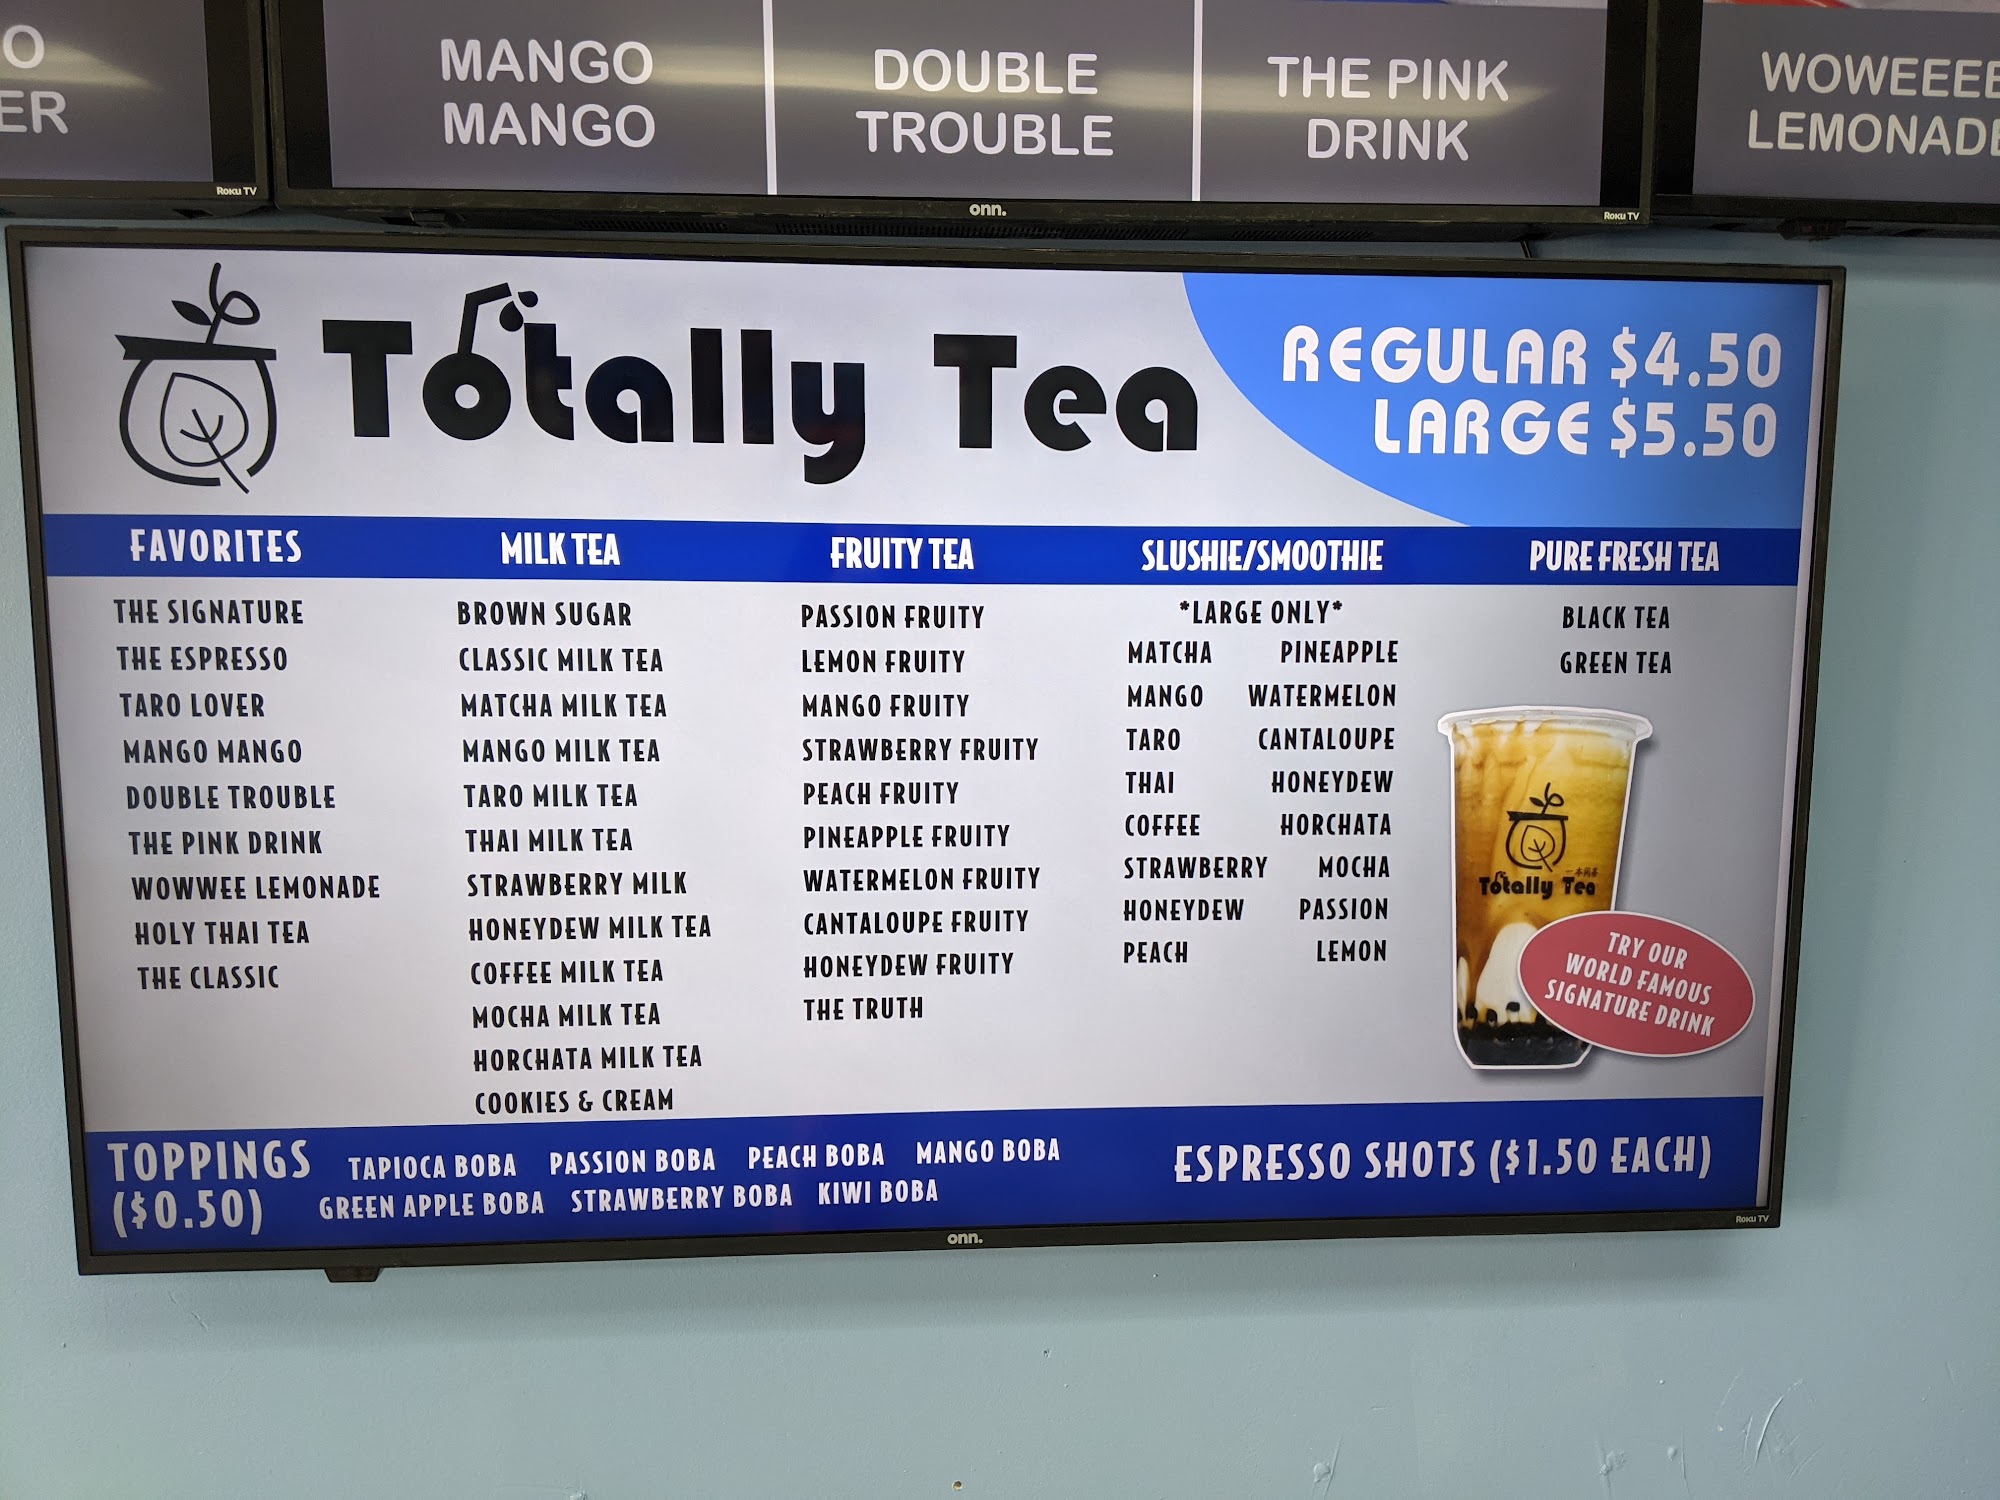 O
ER
MANGO
MANGO
DOUBLE
TROUBLE
THE PINK
DRINK
WOWEEEE
LEMONADE
Roku TV
onn.
Roku TV
Totally Tea
REGULAR $4.50
LARGE $5.50
FAVORITES
THE SIGNATURE
THE ESPRESSO
TARO LOVER
MANGO MANGO
DOUBLE TROUBLE
THE PINK DRINK
WOWWEE LEMONADE
HOLY THAI TEA
THE CLASSIC
MILK TEA
BROWN SUGAR
CLASSIC MILK TEA
MATCHA MILK TEA
MANGO MILK TEA
TARO MILK TEA
THAI MILK TEA
STRAWBERRY MILK
HONEYDEW MILK TEA
COFFEE MILK TEA
MOCHA MILK TEA
HORCHATA MILK TEA
COOKIES & CREAM
FRUITY TEA
PASSION FRUITY
LEMON FRUITY
MANGO FRUITY
STRAWBERRY FRUITY
PEACH FRUITY
PINEAPPLE FRUITY
WATERMELON FRUITY
CANTALOUPE FRUITY
HONEYDEW FRUITY
THE TRUTH
SLUSHIE/SMOOTHIE
*LARGE ONLY*
MATCHA PINEAPPLE
MANGO WATERMELON
TARO CANTALOUPE
THAI HONEYDEW
COFFEE HORCHATA
STRAWBERRY MOCHA
HONEYDEW PASSION
PEACH LEMON
PURE FRESH TEA
BLACK TEA
GREEN TEA
Totally Tea
TRY OUR
WORLD FAMOUS
SIGNATURE DRINK
TOPPINGS
($0.50)
TAPIOCA BOBA PASSION BOBA PEACH BOBA MANGO BOBA
GREEN APPLE BOBA STRAWBERRY BOBA KIWI BOBA
ESPRESSO SHOTS ($1.50 EACH)
onn.
Roku TV